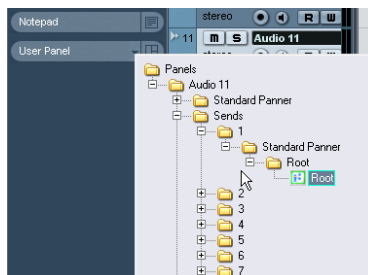 Notepad
stereo R W
User Panel
11 m S Audio 11
Panels
Audio 11
Standard Panner
Sends
1
Standard Panner
Root
Root
2
3
4
5
6
7